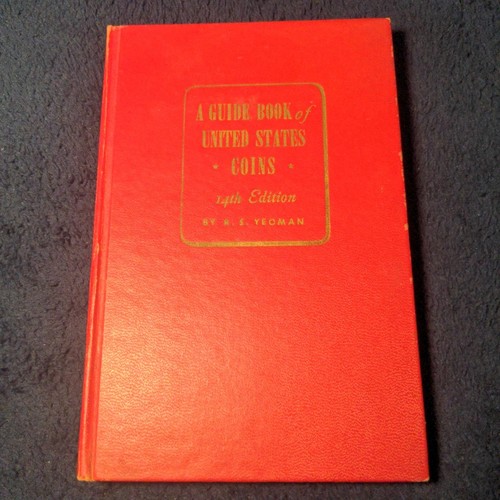 A GUIDE BOOK of
UNITED STATES
* COINS *
14th Edition
BY R. S. YEOMAN